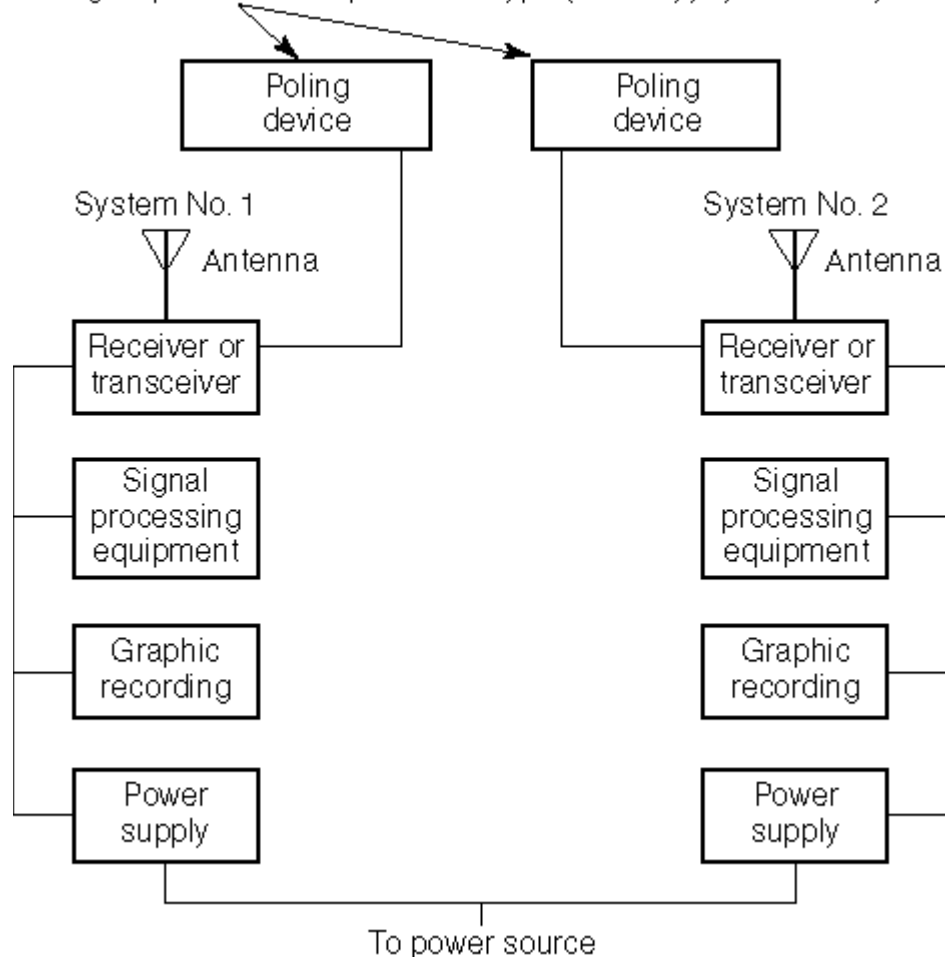 Poling
device
Poling
device
System No. 1
Antenna
System No. 2
Antenna
Receiver or
transceiver
Receiver or
transceiver
Signal
processing
equipment
Signal
processing
equipment
Graphic
recording
Graphic
recording
Power
supply
Power
supply
To power source